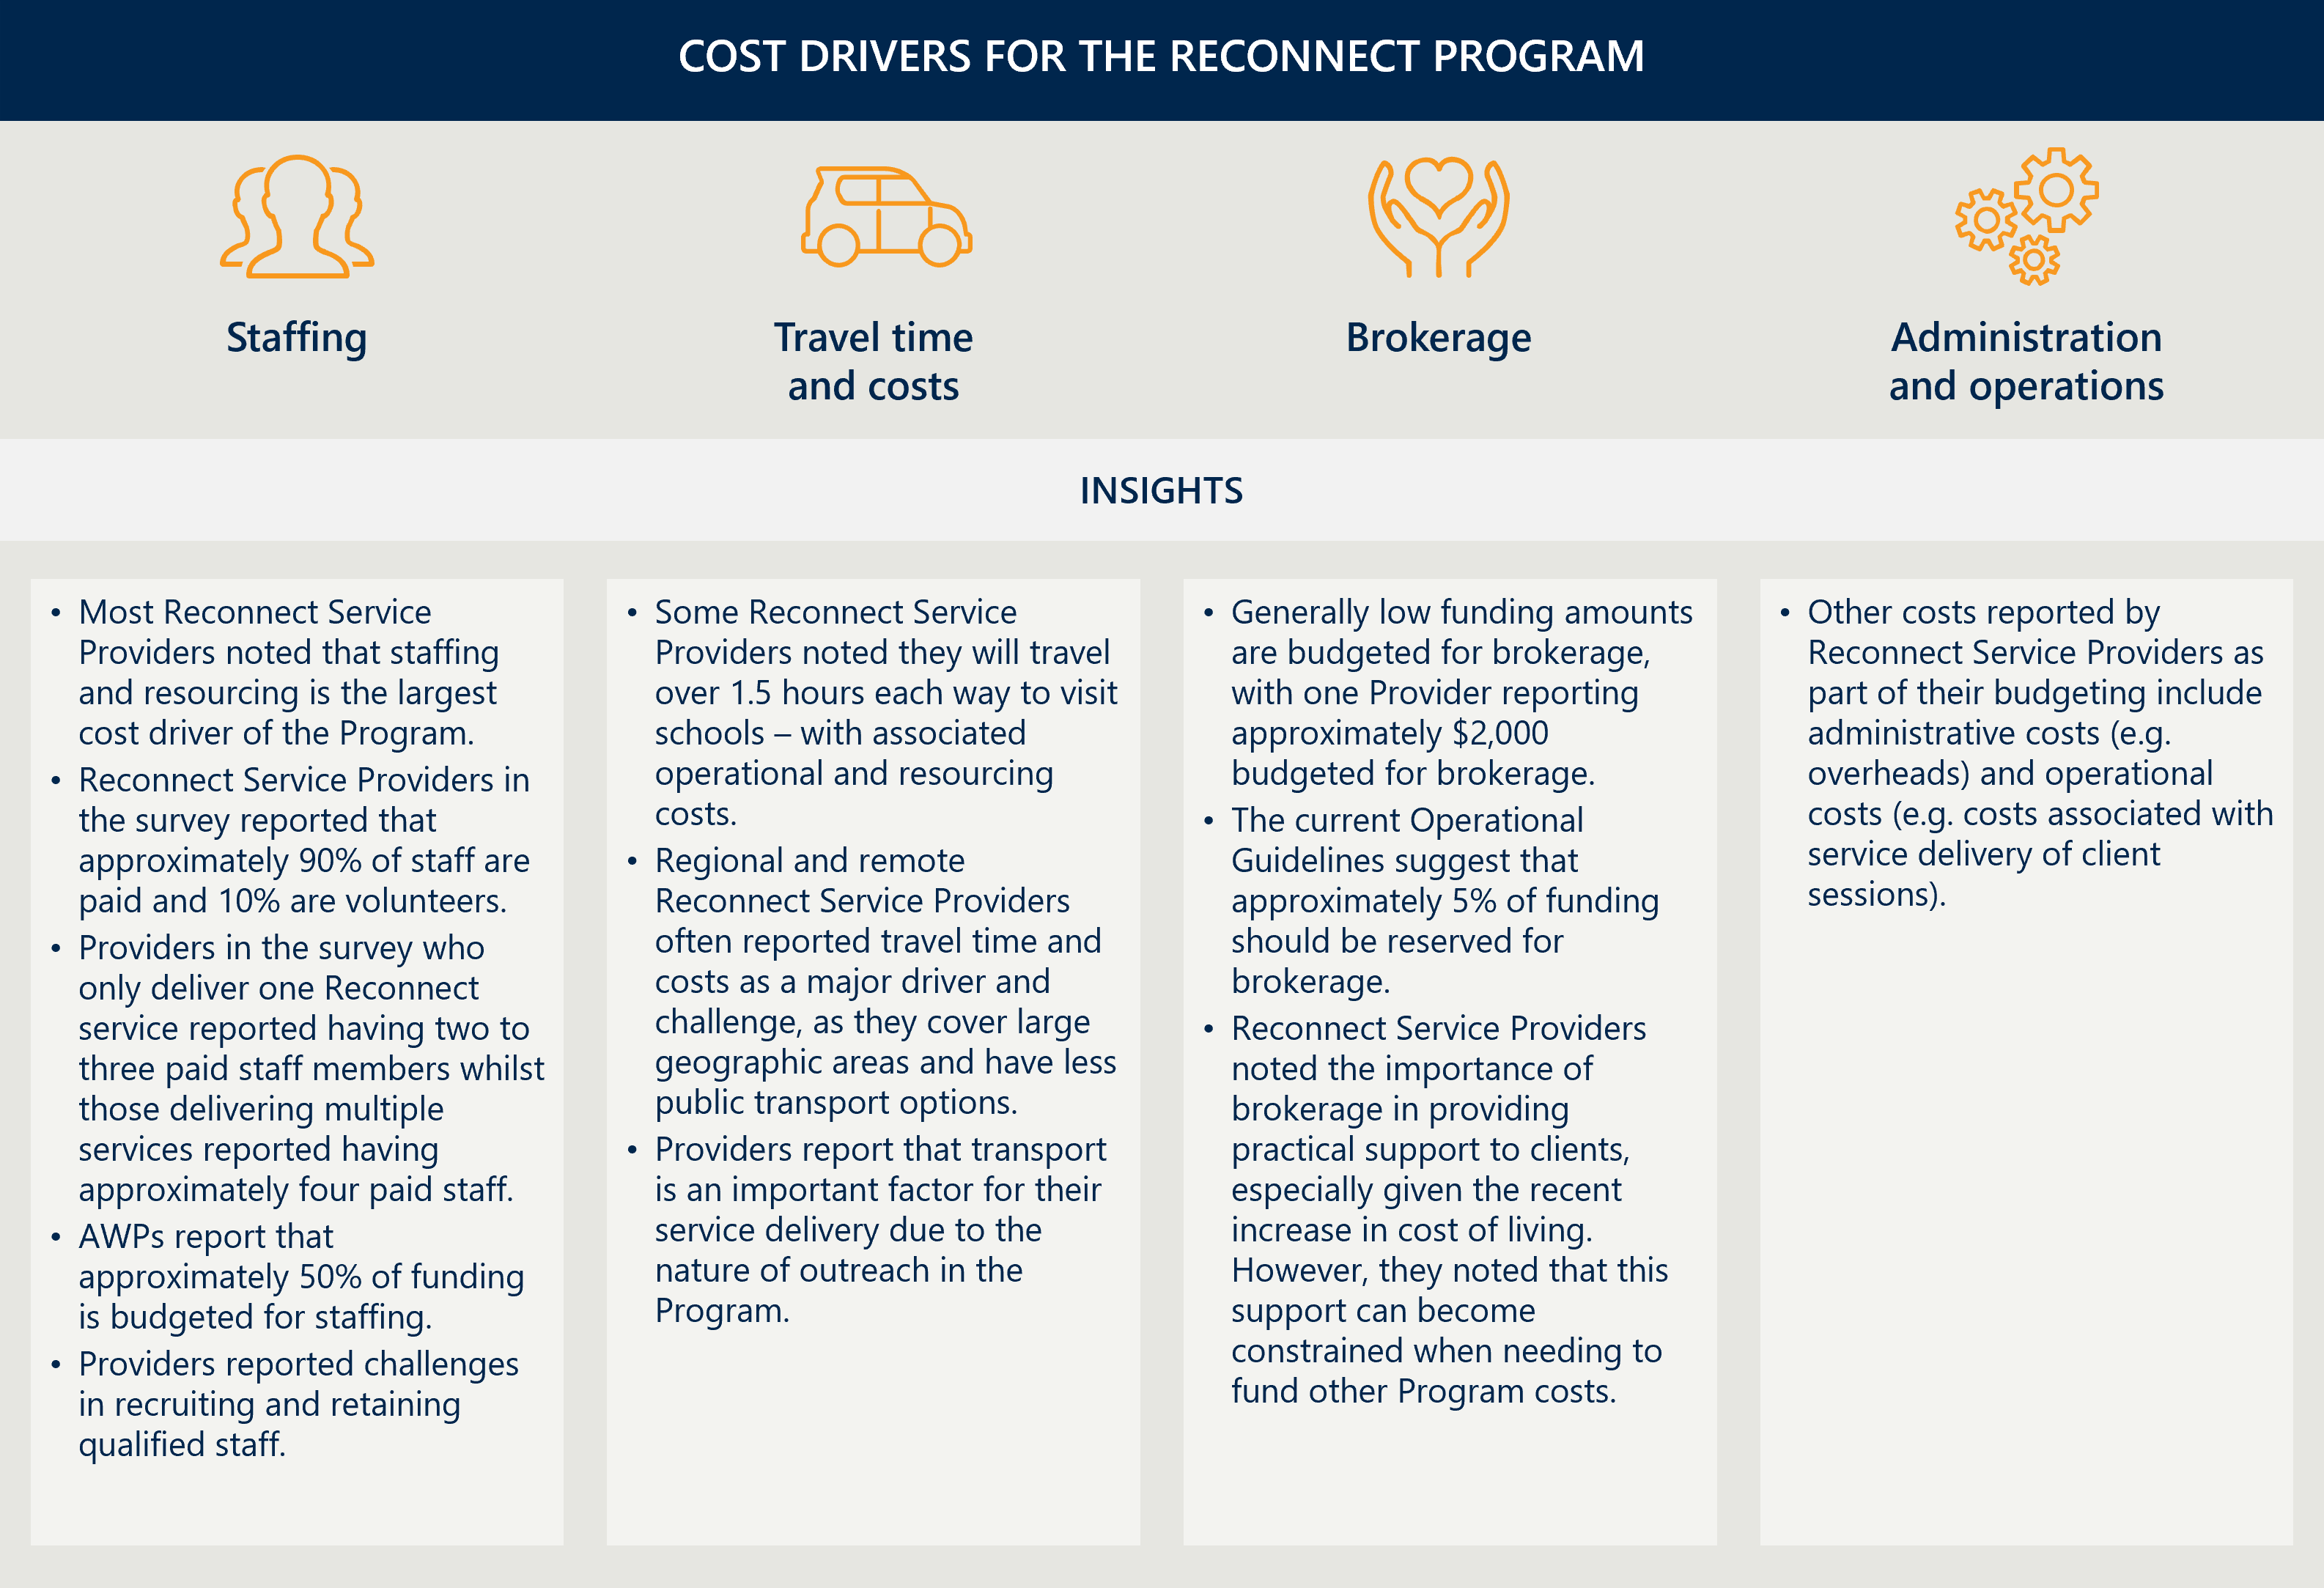 COST DRIVERS FOR THE RECONNECT PROGRAM
Staffing
Travel time
and costs
Brokerage
Administration
and operations
INSIGHTS
• Most Reconnect Service
Providers noted that staffing
and resourcing is the largest
cost driver of the Program.
• Reconnect Service Providers in
the survey reported that
approximately 90% of staff are
paid and 10% are volunteers.
• Providers in the survey who
only deliver one Reconnect
service reported having two to
three paid staff members whilst
those delivering multiple
services reported having
approximately four paid staff.
• AWPs report that
approximately 50% of funding
is budgeted for staffing.
• Providers reported challenges
in recruiting and retaining
qualified staff.
• Some Reconnect Service
Providers noted they will travel
over 1.5 hours each way to visit
schools – with associated
operational and resourcing
costs.
• Regional and remote
Reconnect Service Providers
often reported travel time and
costs as a major driver and
challenge, as they cover large
geographic areas and have less
public transport options.
• Providers report that transport
is an important factor for their
service delivery due to the
nature of outreach in the
Program.
• Generally low funding amounts
are budgeted for brokerage,
with one Provider reporting
approximately $2,000
budgeted for brokerage.
• The current Operational
Guidelines suggest that
approximately 5% of funding
should be reserved for
brokerage.
• Reconnect Service Providers
noted the importance of
brokerage in providing
practical support to clients,
especially given the recent
increase in cost of living.
However, they noted that this
support can become
constrained when needing to
fund other Program costs.
• Other costs reported by
Reconnect Service Providers as
part of their budgeting include
administrative costs (e.g.
overheads) and operational
costs (e.g. costs associated with
service delivery of client
sessions).